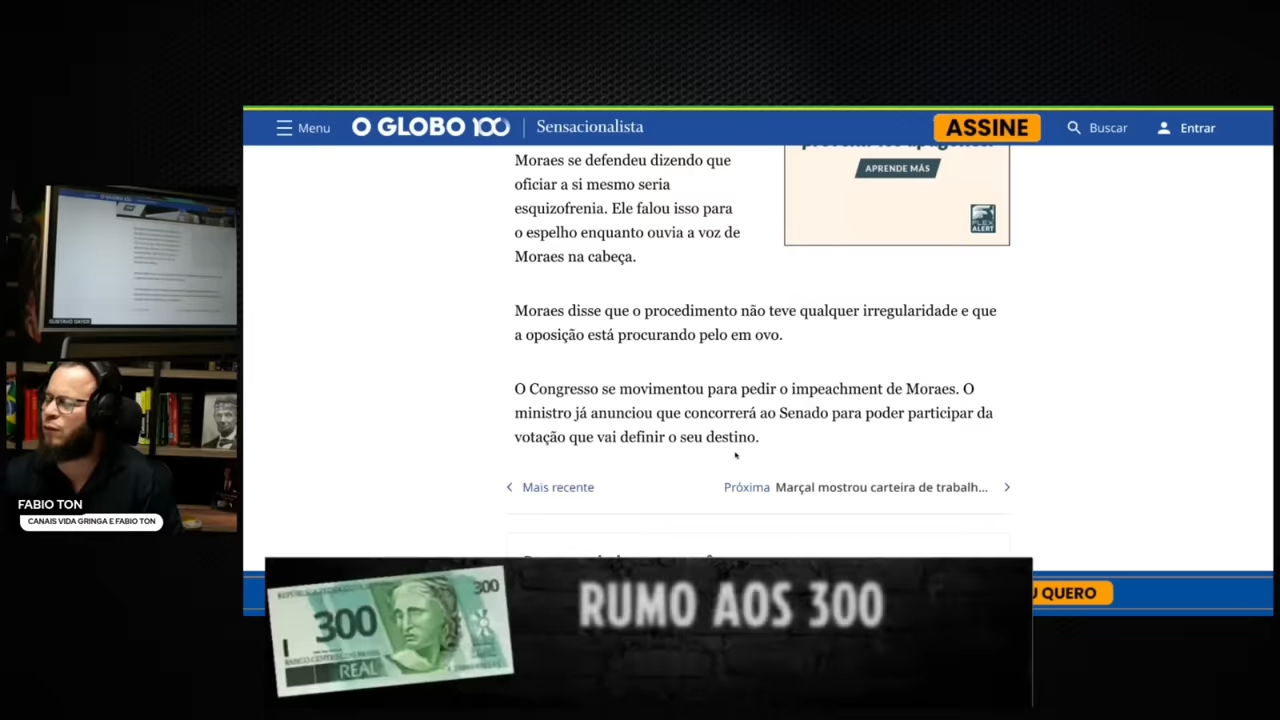 Menu
O GLOBO 100
Sensacionalista
ASSINE
Buscar
Entrar
Moraes se defendeu dizendo que
oficiar a si mesmo seria
esquizofrenia. Ele falou isso para
o espelho enquanto ouvia a voz de
Moraes na cabeça.
APRENDE MÁS
FLEX
ALERT
Moraes disse que o procedimento não teve qualquer irregularidade e que
a oposição está procurando pelo em ovo.
O Congresso se movimentou para pedir o impeachment de Moraes. O
ministro já anunciou que concorrerá ao Senado para poder participar da
votação que vai definir o seu destino.
Mais recente
Próxima Marçal mostrou carteira de trabalh...
GUSTAVO GAYER
FABIO TON
CANAIS VIDA GRINGA E FABIO TON
QUERO
300
300
REAL
RUMO AOS 300